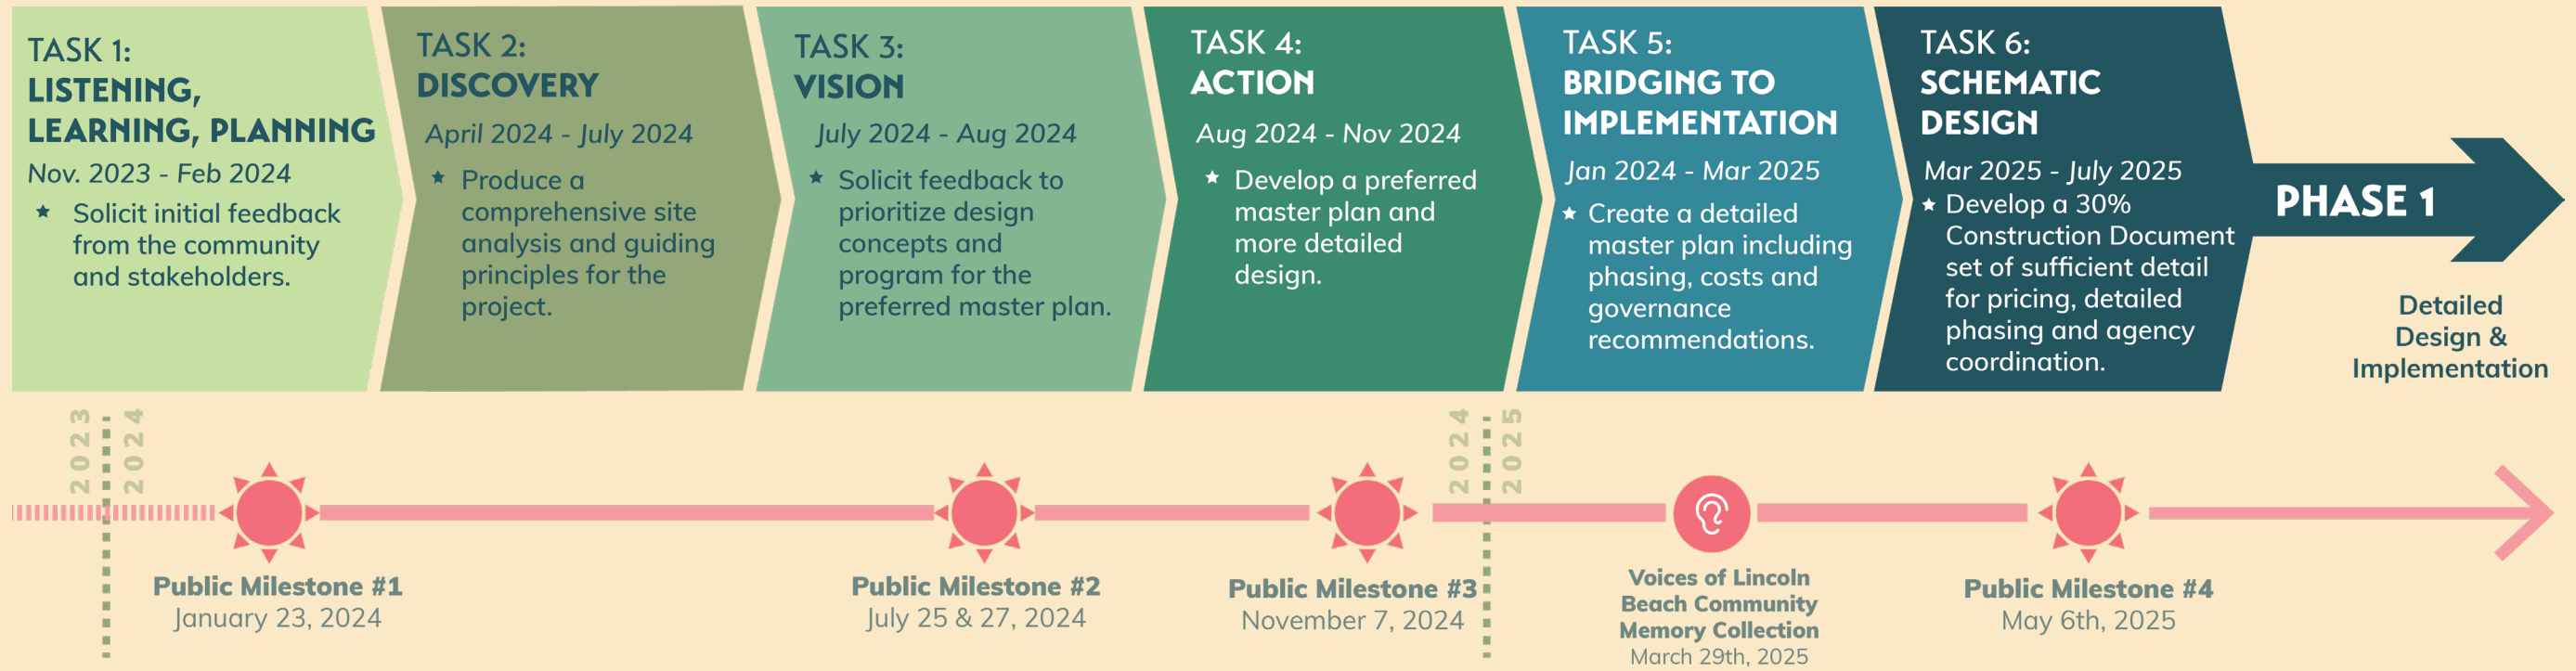 TASK 1:
LISTENING,
LEARNING, PLANNING
Nov. 2023 - Feb 2024
Solicit initial feedback
from the community
and stakeholders.
TASK 2:
DISCOVERY
April 2024 - July 2024
Produce a
comprehensive site
analysis and guiding
principles for the
project.
TASK 3:
VISION
July 2024 - Aug 2024
Solicit feedback to
prioritize design
concepts and
program for the
preferred master plan.
TASK 4:
ACTION
Aug 2024 - Nov 2024
Develop a preferred
master plan and
more detailed
design.
TASK 5:
BRIDGING TO
IMPLEMENTATION
Jan 2024 - Mar 2025
Create a detailed
master plan including
phasing, costs and
governance
recommendations.
TASK 6:
SCHEMATIC
DESIGN
Mar 2025 - July 2025
Develop a 30%
Construction Document
set of sufficient detail
for pricing, detailed
phasing and agency
coordination.
PHASE 1
Detailed
Design &
Implementation
2023
2024
2024
2025
Public Milestone #1
January 23, 2024
Public Milestone #2
July 25 & 27, 2024
Public Milestone #3
November 7, 2024
Voices of Lincoln
Beach Community
Memory Collection
March 29th, 2025
Public Milestone #4
May 6th, 2025